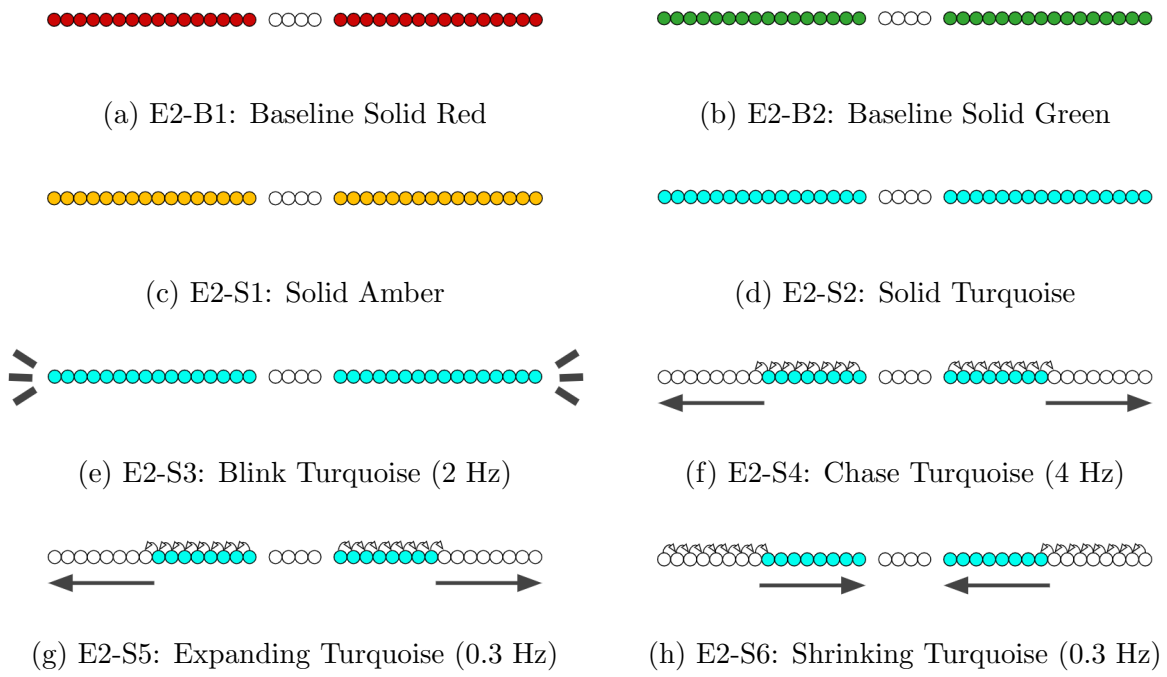 (a) E2-B1: Baseline Solid Red
(b) E2-B2: Baseline Solid Green
(c) E2-S1: Solid Amber
(d) E2-S2: Solid Turquoise
(e) E2-S3: Blink Turquoise (2 Hz)
(f) E2-S4: Chase Turquoise (4 Hz)
(g) E2-S5: Expanding Turquoise (0.3 Hz)
(h) E2-S6: Shrinking Turquoise (0.3 Hz)